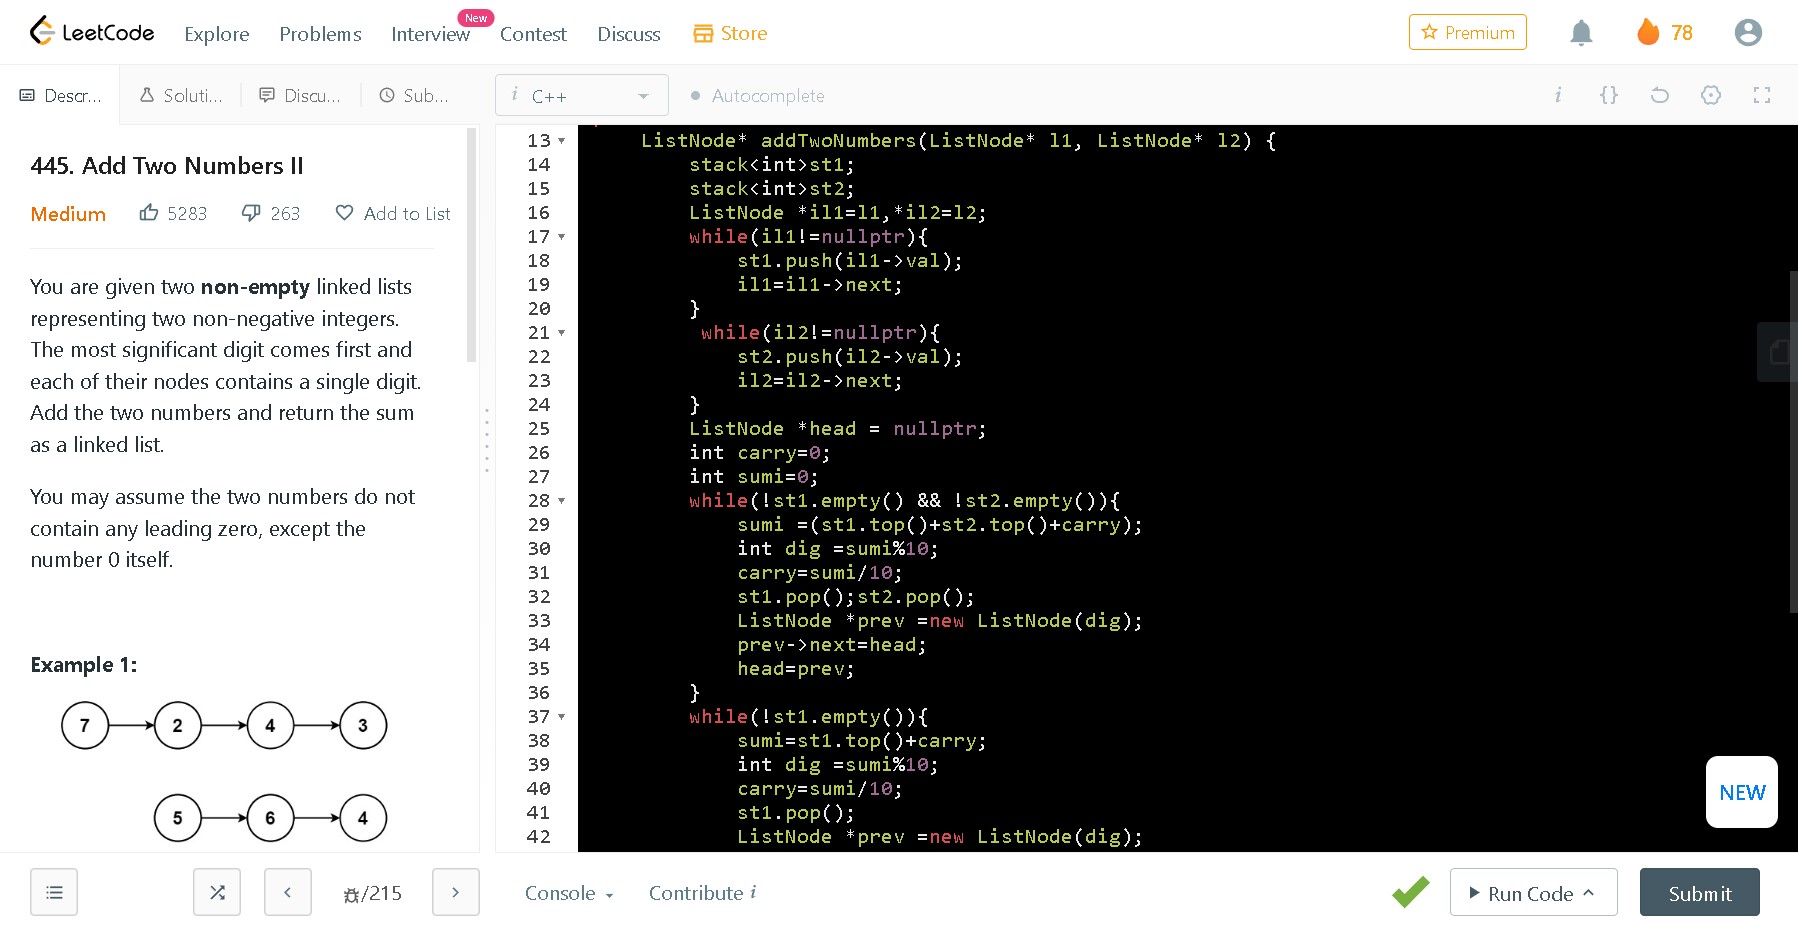 LeetCode Explore Problems Interview New Contest Discuss Store Premium 78
Descr... Soluti... Discu... Sub... i C++ Autocomplete i {}
445. Add Two Numbers II
Medium 5283 263 Add to List
You are given two non-empty linked lists
representing two non-negative integers.
The most significant digit comes first and
each of their nodes contains a single digit.
Add the two numbers and return the sum
as a linked list.
You may assume the two numbers do not
contain any leading zero, except the
number 0 itself.
Example 1:
7 2 4 3
5 6 4
13 ListNode* addTwoNumbers(ListNode* l1, ListNode* l2) {
14 stack<int>st1;
15 stack<int>st2;
16 ListNode *il1=l1,*il2=l2;
17 while(il1!=nullptr){
18 st1.push(il1->val);
19 il1=il1->next;
20 }
21 while(il2!=nullptr){
22 st2.push(il2->val);
23 il2=il2->next;
24 }
25 ListNode *head = nullptr;
26 int carry=0;
27 int sumi=0;
28 while(!st1.empty() && !st2.empty()){
29 sumi =(st1.top()+st2.top()+carry);
30 int dig =sumi%10;
31 carry=sumi/10;
32 st1.pop();st2.pop();
33 ListNode *prev =new ListNode(dig);
34 prev->next=head;
35 head=prev;
36 }
37 while(!st1.empty()){
38 sumi=st1.top()+carry;
39 int dig =sumi%10;
40 carry=sumi/10;
41 st1.pop();
42 ListNode *prev =new ListNode(dig);
NEW
/215 Console Contribute i Run Code Submit